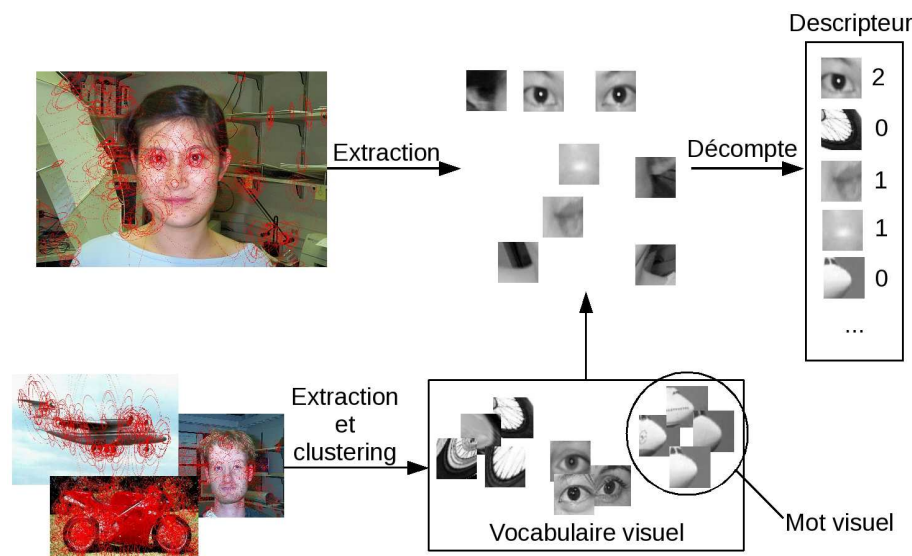 Descripteur
2
0
Extraction
Décompte
1
1
0
...
Extraction
et
clustering
Vocabulaire visuel
Mot visuel